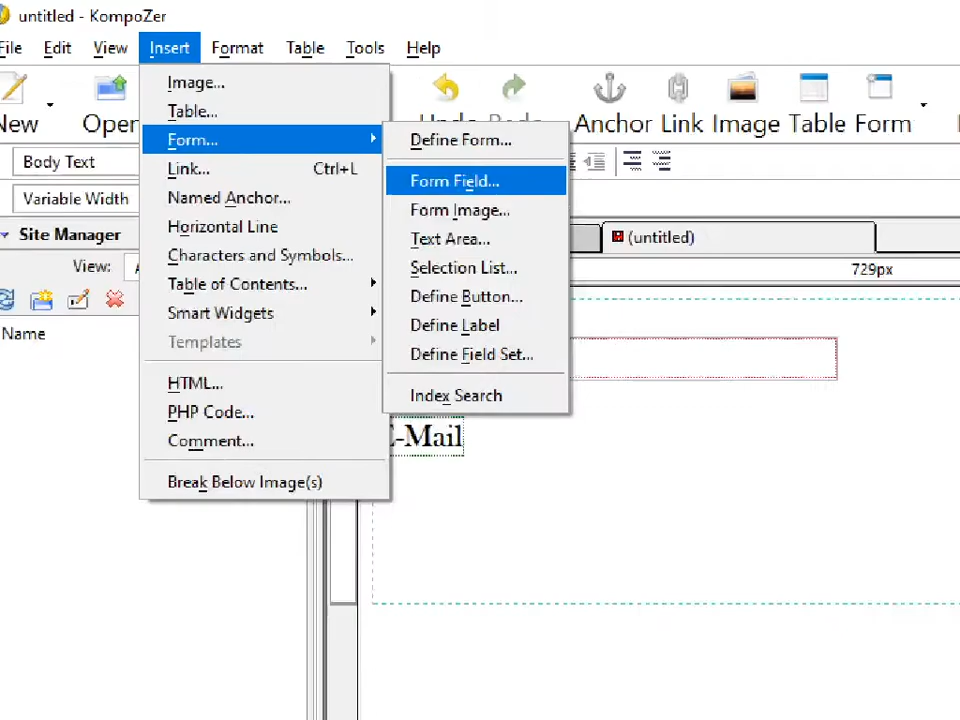 untitled - KompoZer
File Edit View Insert Format Table Tools Help
New Open Undo Redo Anchor Link Image Table Form
Body Text
Variable Width
Site Manager
View:
Name
Image...
Table...
Form...
Link... Ctrl+L
Named Anchor...
Horizontal Line
Characters and Symbols...
Table of Contents...
Smart Widgets
Templates
HTML...
PHP Code...
Comment...
Break Below Image(s)
Define Form...
Form Field...
Form Image...
Text Area...
Selection List...
Define Button...
Define Label
Define Field Set...
Index Search
(untitled)
729px
E-Mail